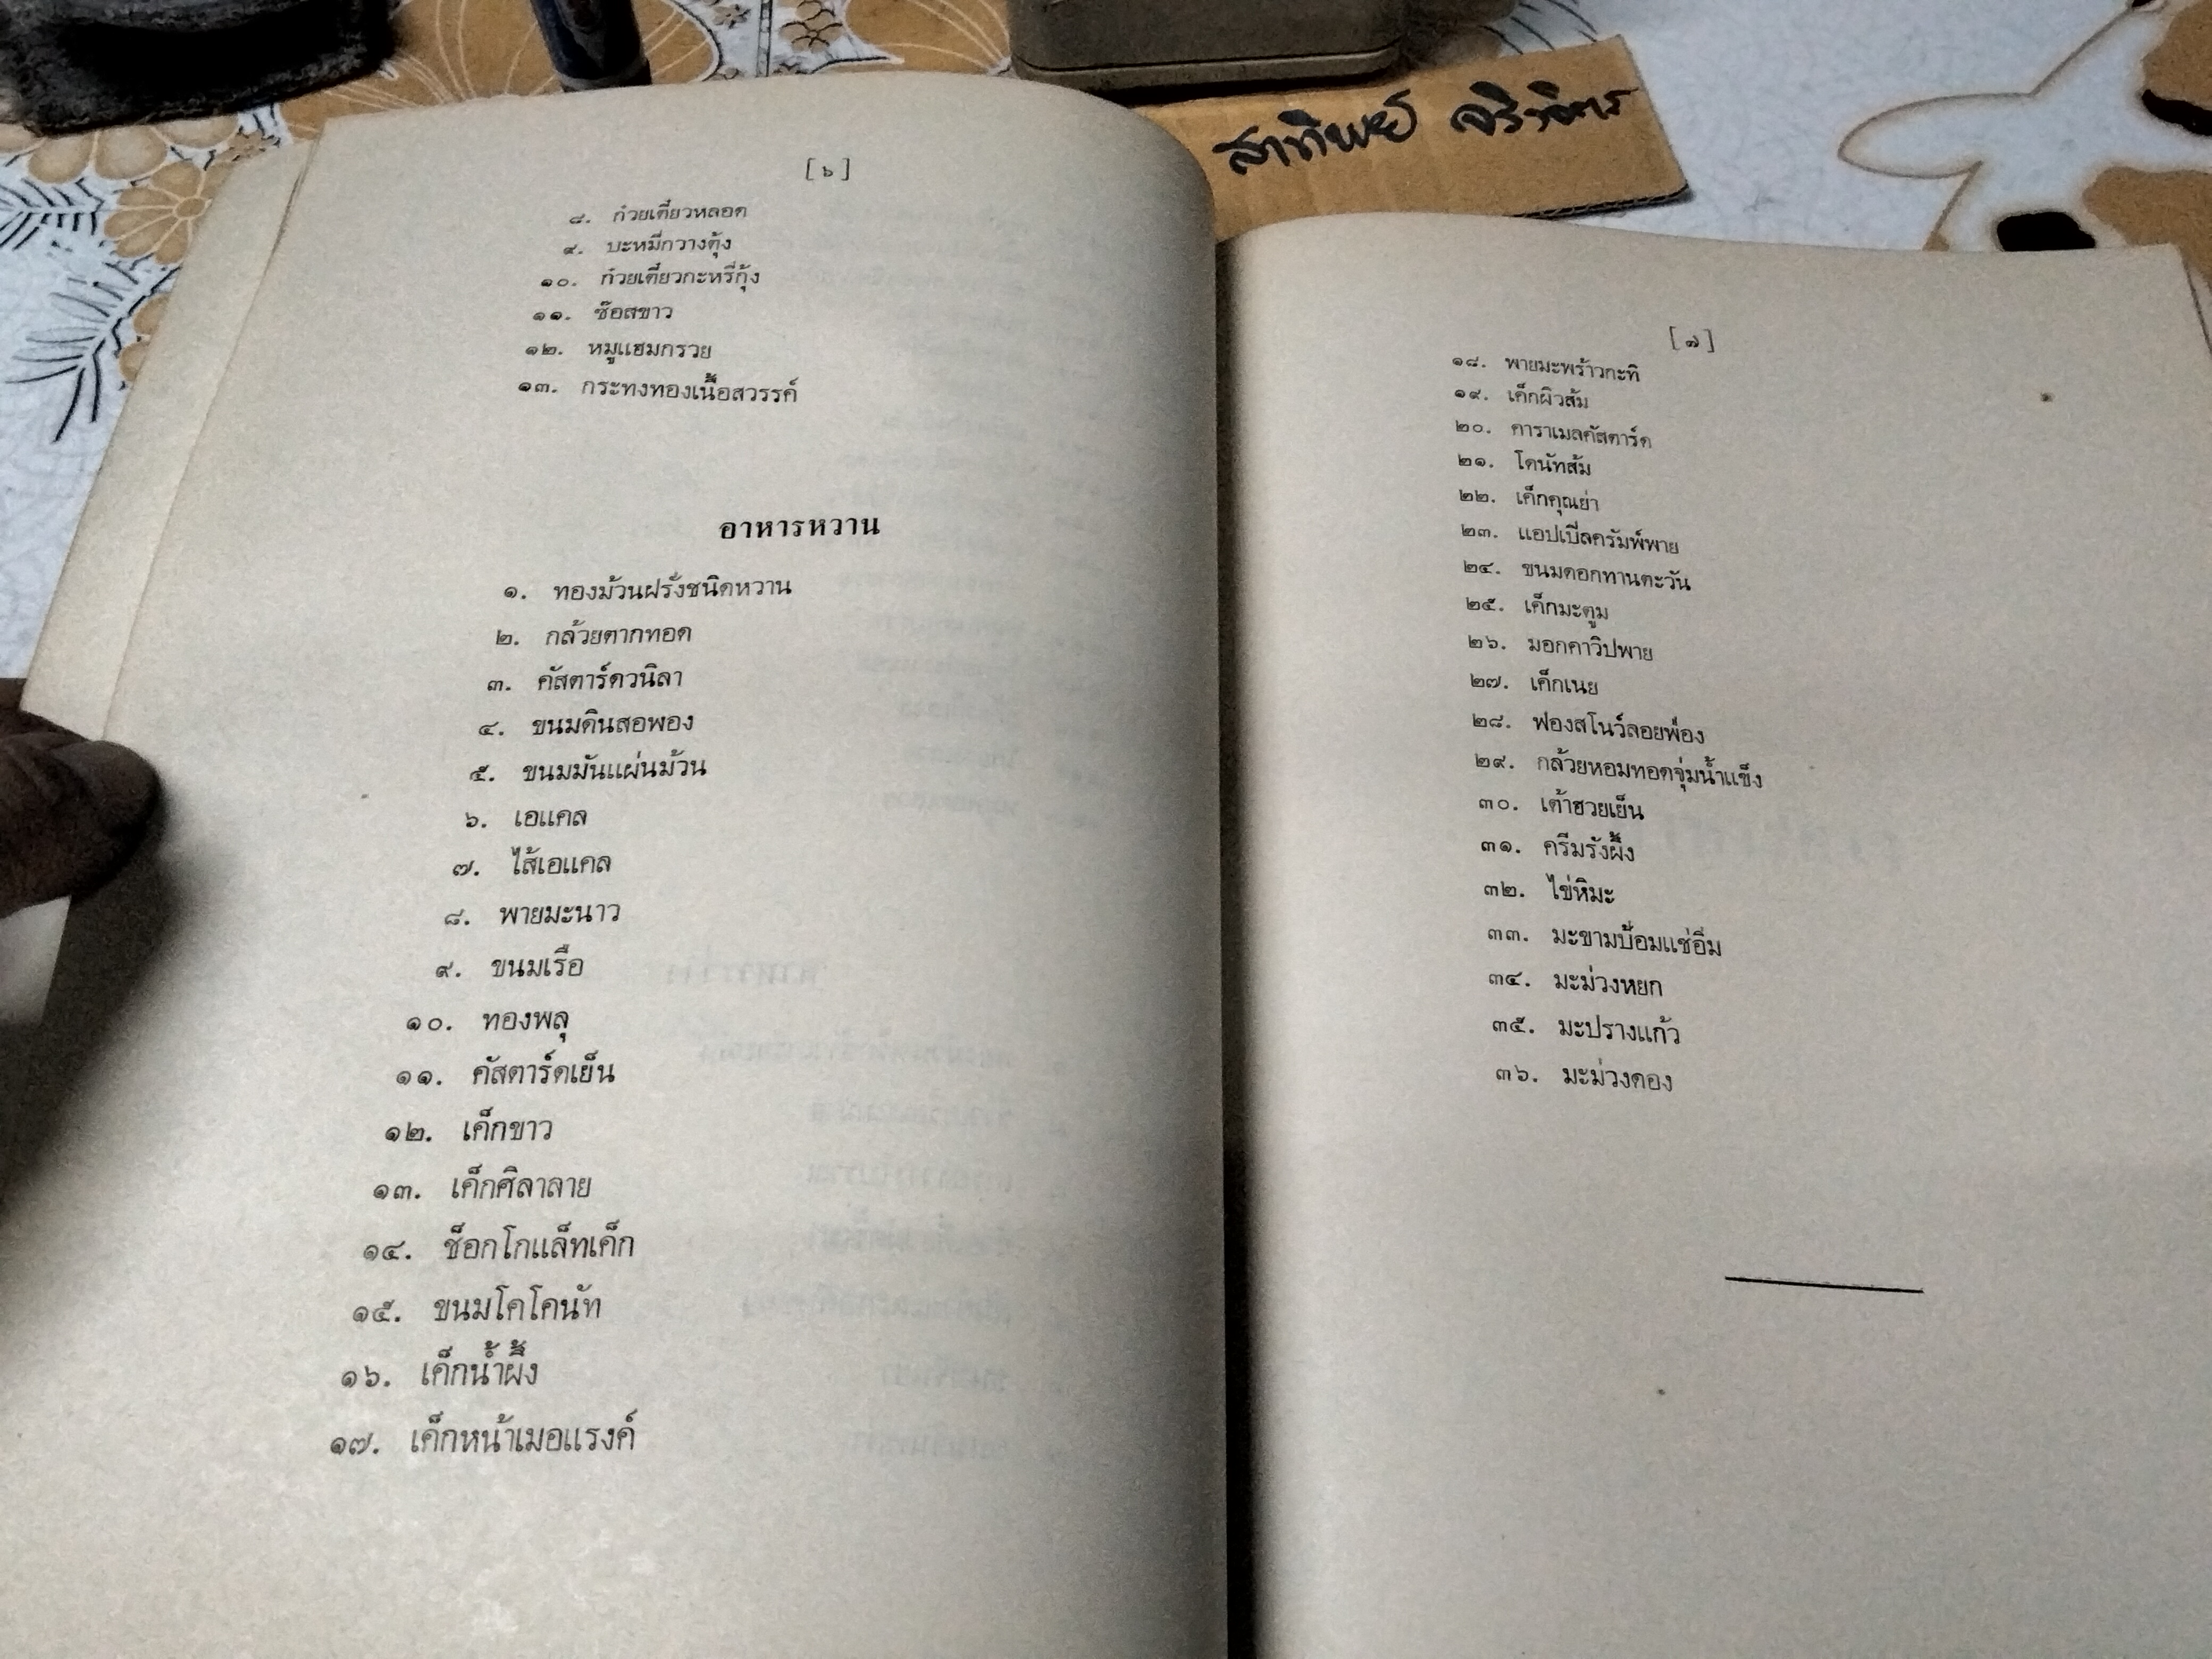 สาทิพย์ จริวจิตร
[ ๖ ]
๘. ก๋วยเตี๋ยวหลอด
๙. บะหมี่กวางตุ้ง
๑๐. ก๋วยเตี๋ยวกะหรี่กุ้ง
๑๑. ซ๊อสขาว
๑๒. หมูแฮมกรวย
๑๓. กระทงทองเนื้อสวรรค์
อาหารหวาน
๑. ทองม้วนฝรั่งชนิดหวาน
๒. กล้วยตากทอด
๓. คัสตาร์ดวนิลา
๔. ขนมดินสอพอง
๕. ขนมมันแผ่นม้วน
๖. เอแคล
๗. ไส้เอแคล
๘. พายมะนาว
๙. ขนมเรือ
๑๐. ทองพลุ
๑๑. คัสตาร์ดเย็น
๑๒. เค็กขาว
๑๓. เค็กศิลาลาย
๑๔. ช็อกโกแล็ทเค็ก
๑๕. ขนมโคโคนัท
๑๖. เค็กน้ำผึ้ง
๑๗. เค็กหน้าเมอแรงค์
[ ๗ ]
๑๘. พายมะพร้าวกะทิ
๑๙. เค็กผิวส้ม
๒๐. คาราเมลคัสตาร์ด
๒๑. โดนัทส้ม
๒๒. เค็กคุณย่า
๒๓. แอปเปิ้ลครัมพ์พาย
๒๔. ขนมดอกทานตะวัน
๒๕. เค็กมะตูม
๒๖. มอกคาวิปพาย
๒๗. เค็กเนย
๒๘. ฟองสโนว์ลอยฟ่อง
๒๙. กล้วยหอมทอดจุ่มน้ำแข็ง
๓๐. เต้าฮวยเย็น
๓๑. ครีมรังผึ้ง
๓๒. ไข่หิมะ
๓๓. มะขามป้อมแช่อิ่ม
๓๔. มะม่วงหยก
๓๕. มะปรางแก้ว
๓๖. มะม่วงดอง